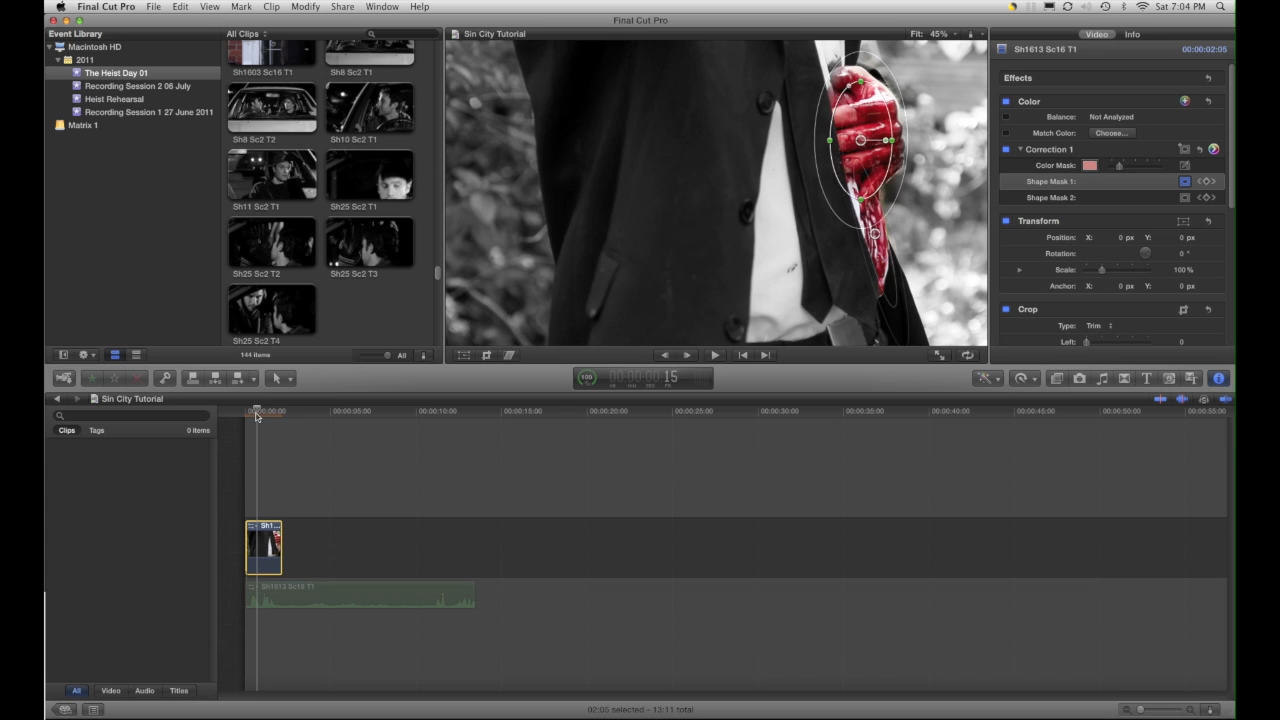 Final Cut Pro File Edit View Mark Clip Modify Share Window Help Sat 7:04 PM
Final Cut Pro
Event Library
Macintosh HD
2011
The Heist Day 01
Recording Session 2 06 July
Heist Rehearsal
Recording Session 1 27 June 2011
Matrix 1
All Clips
Sh1603 Sc16 T1 Sh8 Sc2 T1
Sh8 Sc2 T2 Sh10 Sc2 T1
Sh11 Sc2 T1 Sh25 Sc2 T1
Sh25 Sc2 T2 Sh25 Sc2 T3
Sh25 Sc2 T4
144 items All
Sin City Tutorial Fit: 45%
Video Info
Sh1613 Sc16 T1 00:00:02:05
Effects
Color
Balance: Not Analyzed
Match Color: Choose...
Correction 1
Color Mask:
Shape Mask 1:
Shape Mask 2:
Transform
Position: X: 0 px Y: 0 px
Rotation: 0 °
Scale: 100 %
Anchor: X: 0 px Y: 0 px
Crop
Type: Trim
Left: 0
100 00:00:00:15
HR MIN SEC FR
Sin City Tutorial
00:00:00:00 00:00:05:00 00:00:10:00 00:00:15:00 00:00:20:00 00:00:25:00 00:00:30:00 00:00:35:00 00:00:40:00 00:00:45:00 00:00:50:00 00:00:55:00
Clips Tags 0 items
Sh1...
Sh1613 Sc16 T1
All Video Audio Titles
02:05 selected - 13:11 total